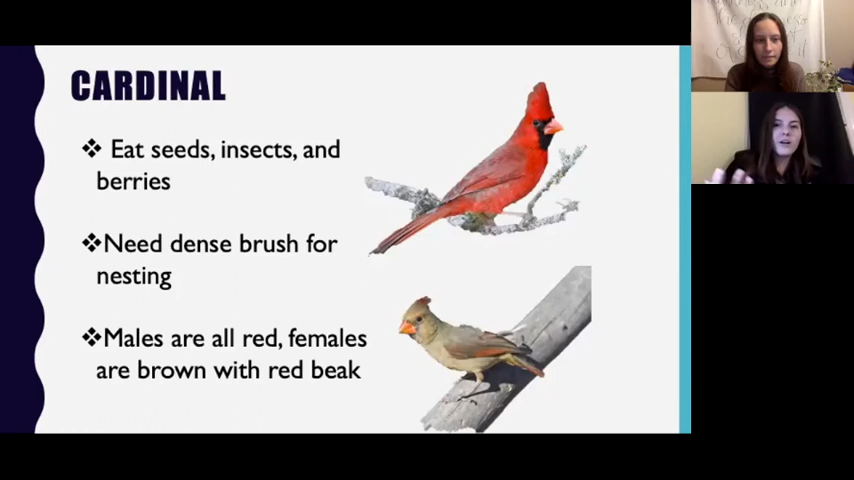 CARDINAL
❖ Eat seeds, insects, and
berries
❖Need dense brush for
nesting
❖Males are all red, females
are brown with red beak